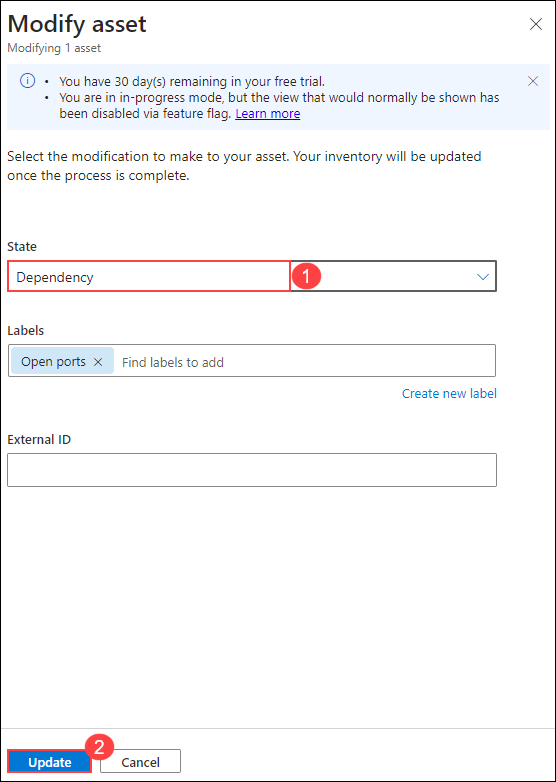 Modify asset
Modifying 1 asset
• You have 30 day(s) remaining in your free trial.
• You are in in-progress mode, but the view that would normally be shown has
been disabled via feature flag. Learn more
Select the modification to make to your asset. Your inventory will be updated
once the process is complete.
State
Dependency
1
Labels
Open ports
Find labels to add
Create new label
External ID
2
Update
Cancel